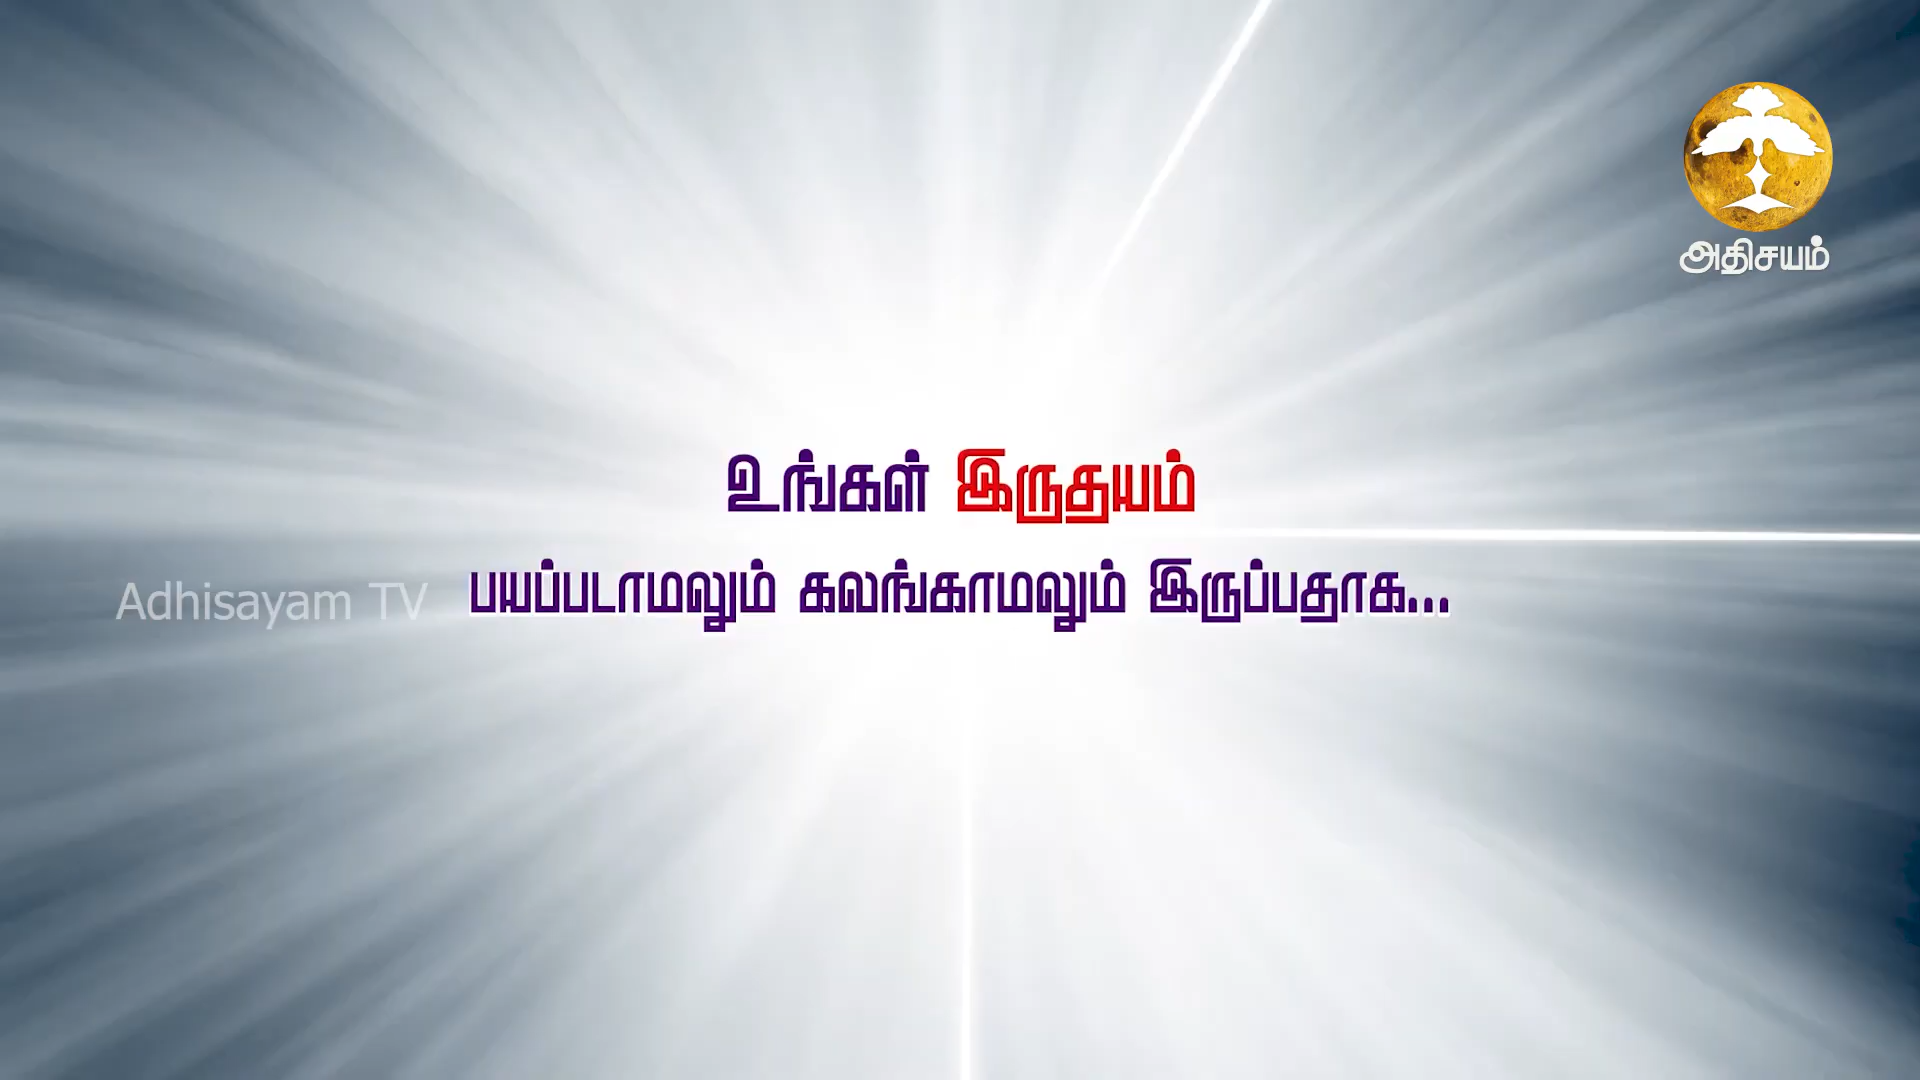 அதிசயம்
உங்கள் இருதயம்
பயப்படாமலும் கலங்காமலும் இருப்பதாக...
Adhisayam TV